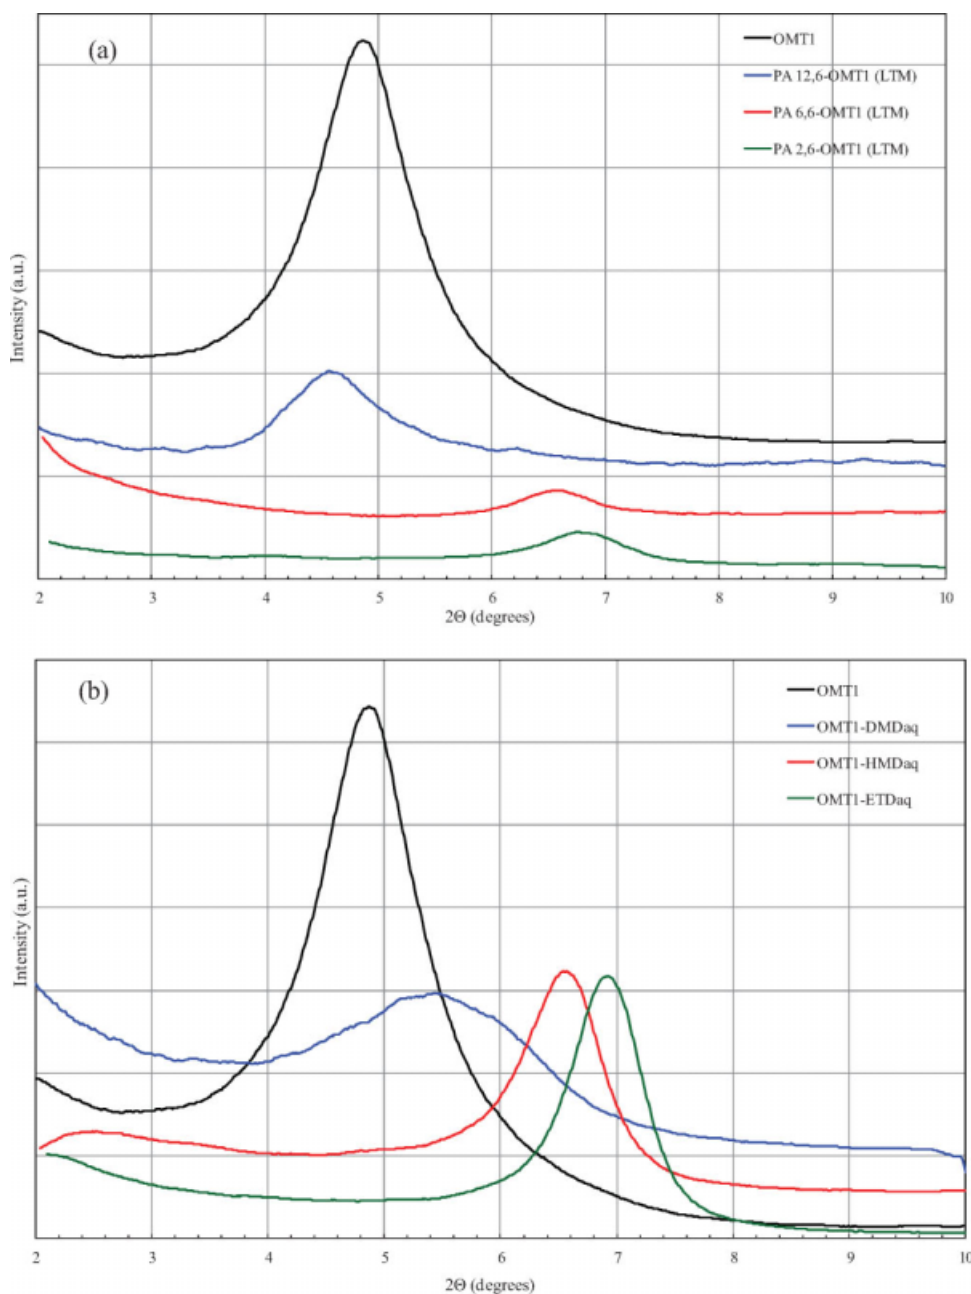 (a)
OMT1
PA 12,6-OMT1 (LTM)
PA 6,6-OMT1 (LTM)
PA 2,6-OMT1 (LTM)
Intensity (a.u.)
2 3 4 5 6 7 8 9 10
2Θ (degrees)
(b)
OMT1
OMT1-DMDaq
OMT1-HMDaq
OMT1-ETDaq
Intensity (a.u.)
2 3 4 5 6 7 8 9 10
2Θ (degrees)